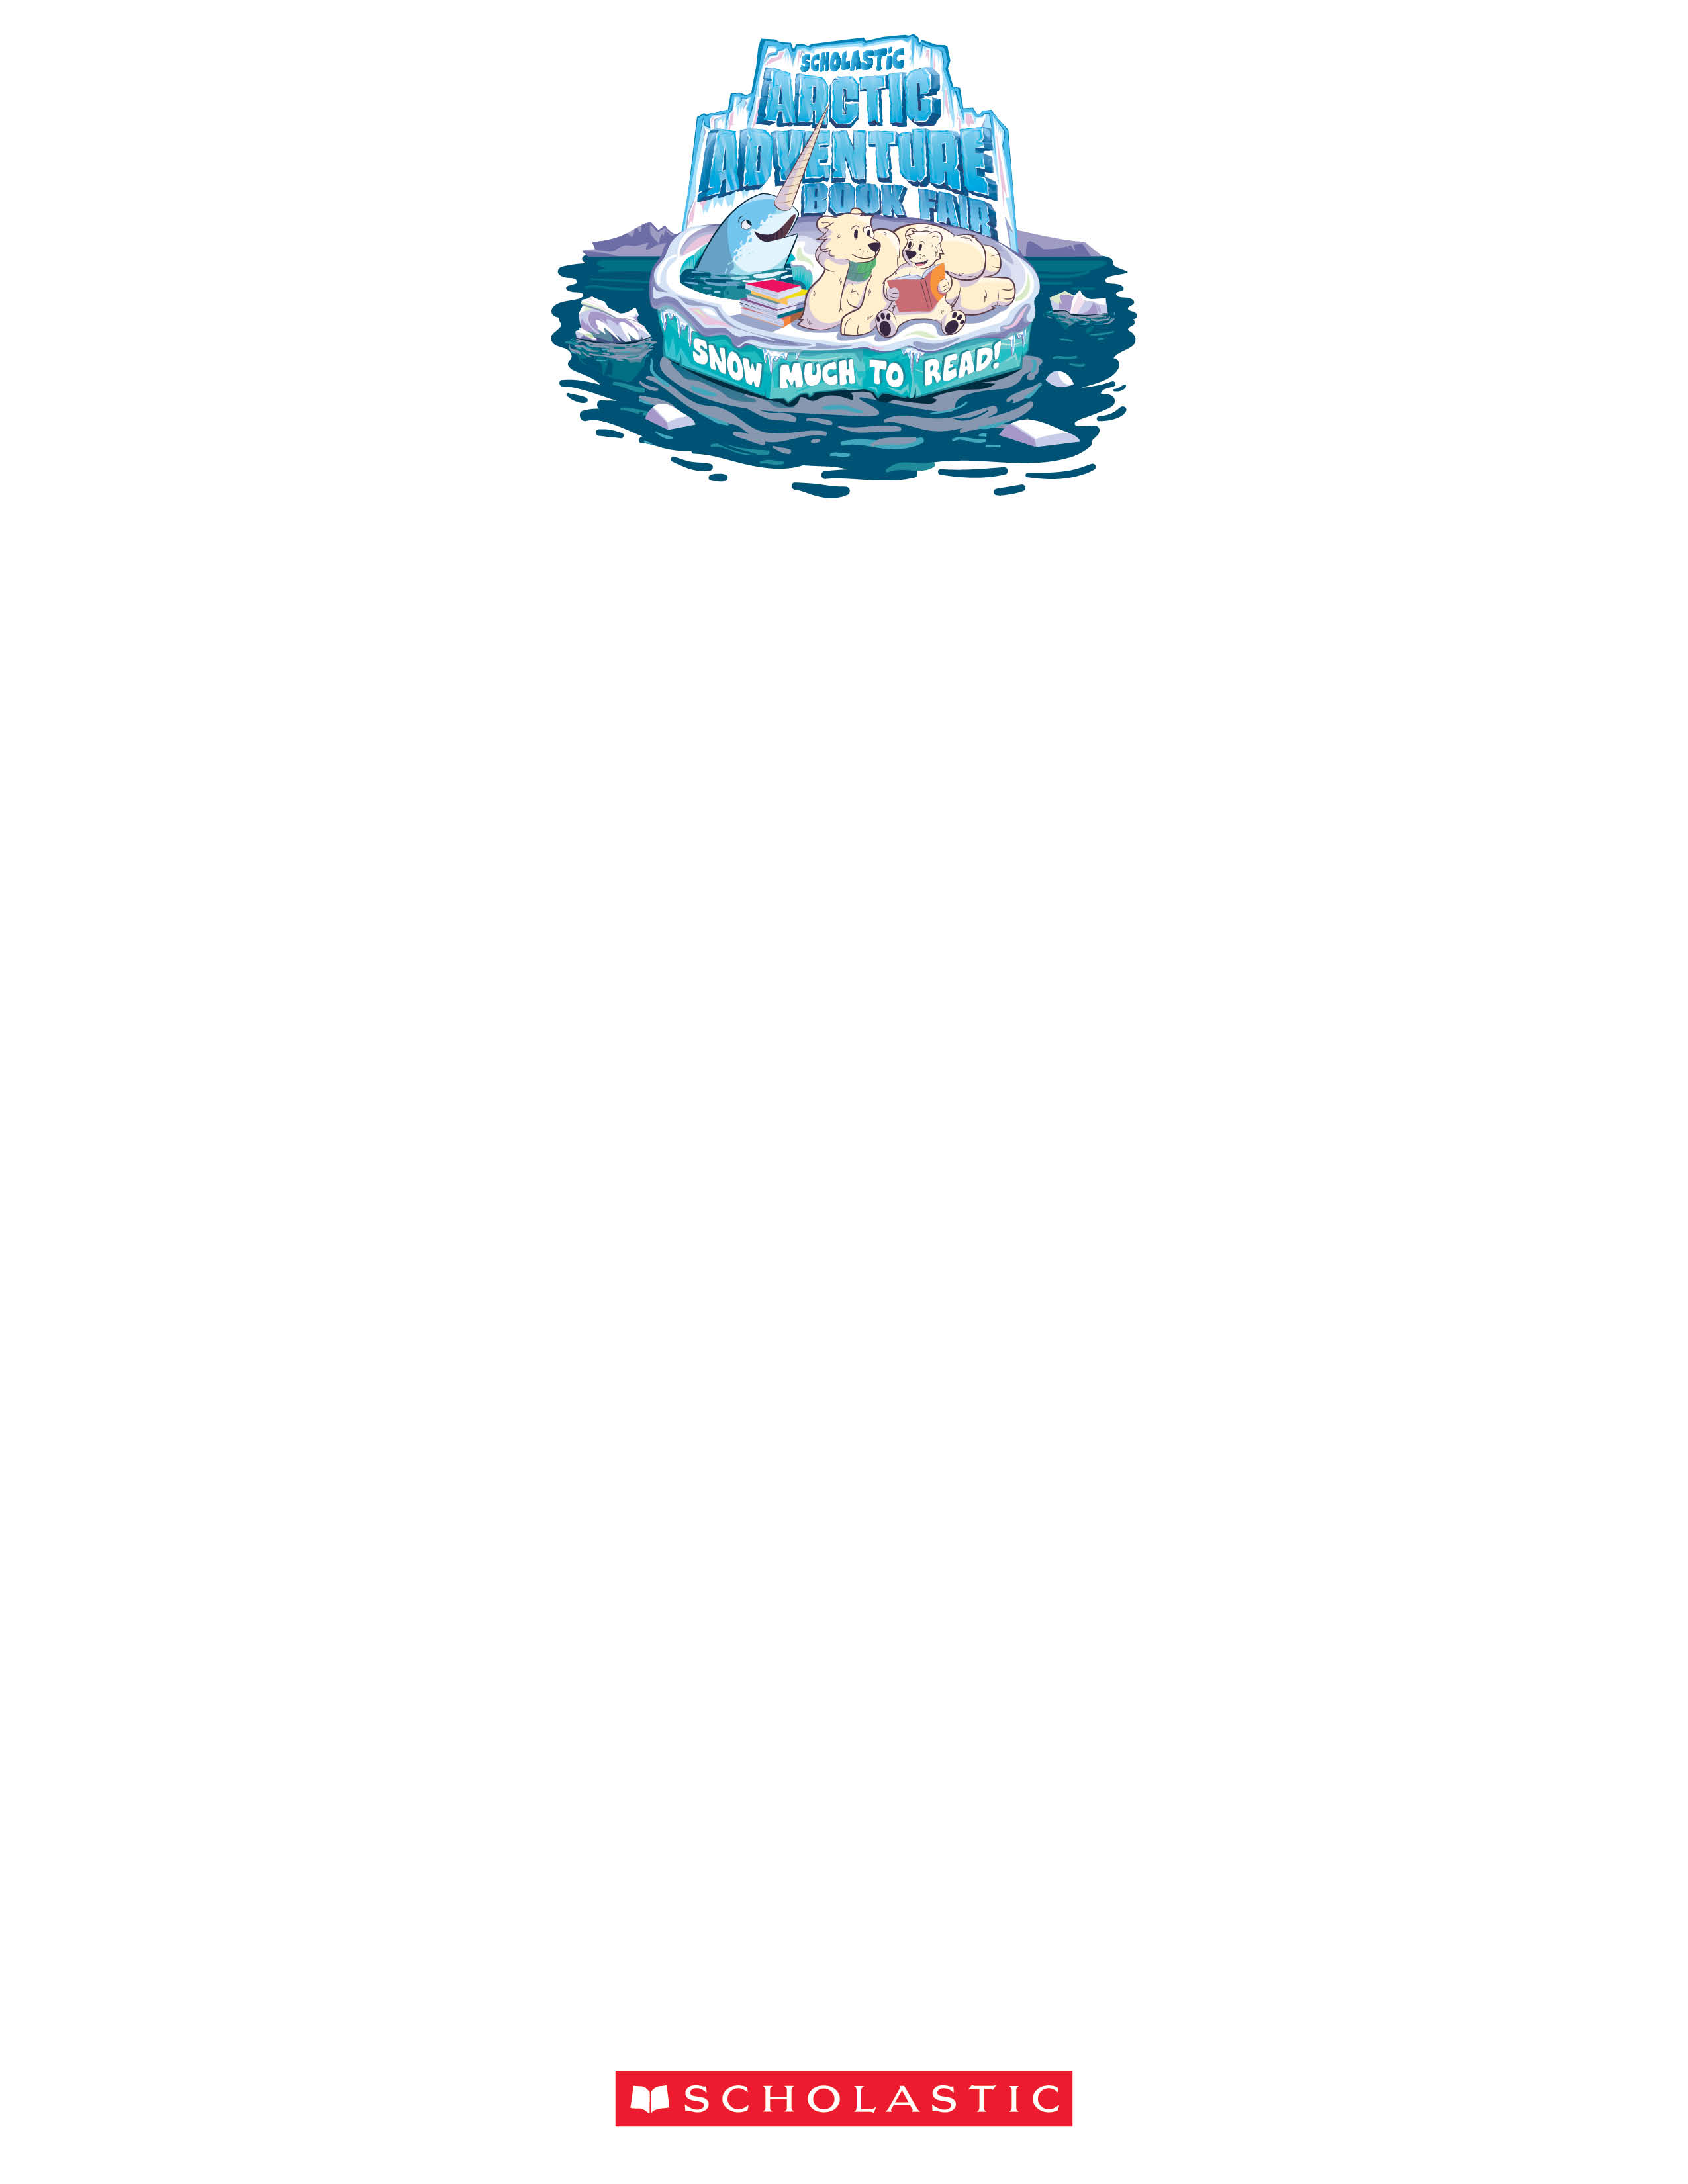 SCHOLASTiC
ARCTIC
ADVENTURE
BOOK FAIR
SNOW MUCH TO READ!
SCHOLASTIC